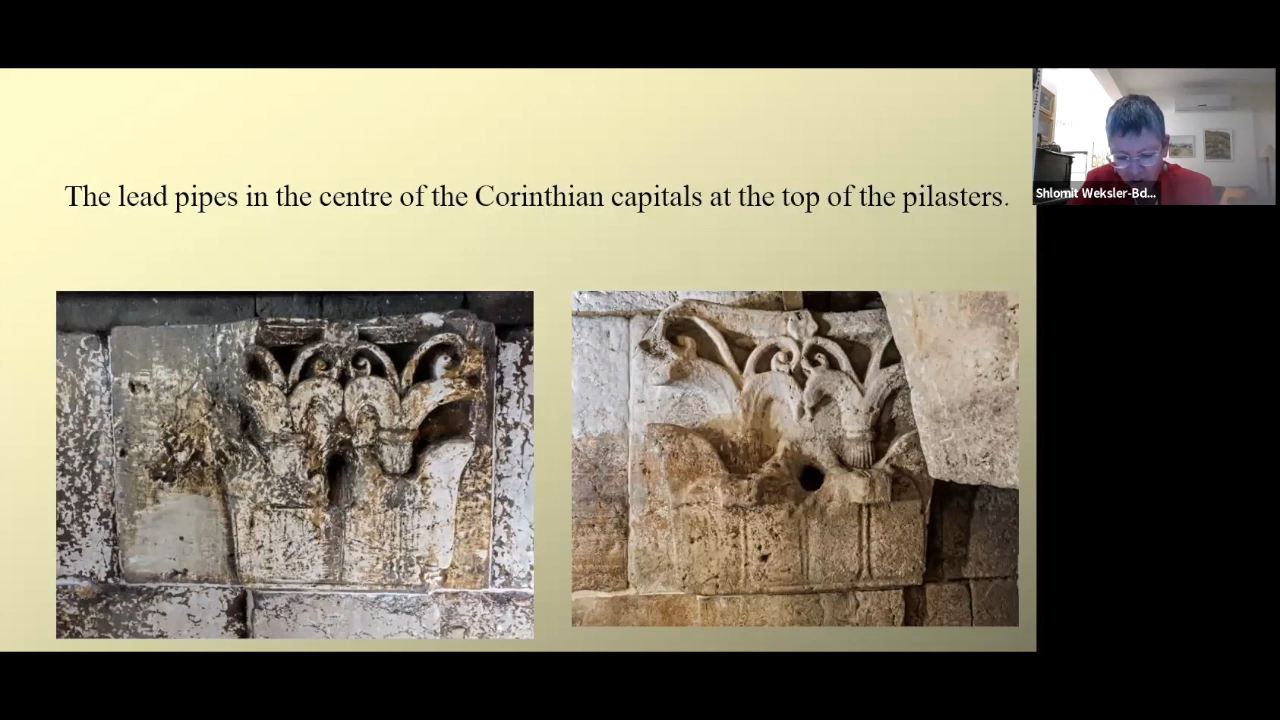 The lead pipes in the centre of the Corinthian capitals at the top of the pilasters.
Shlomit Weksler-Bd...